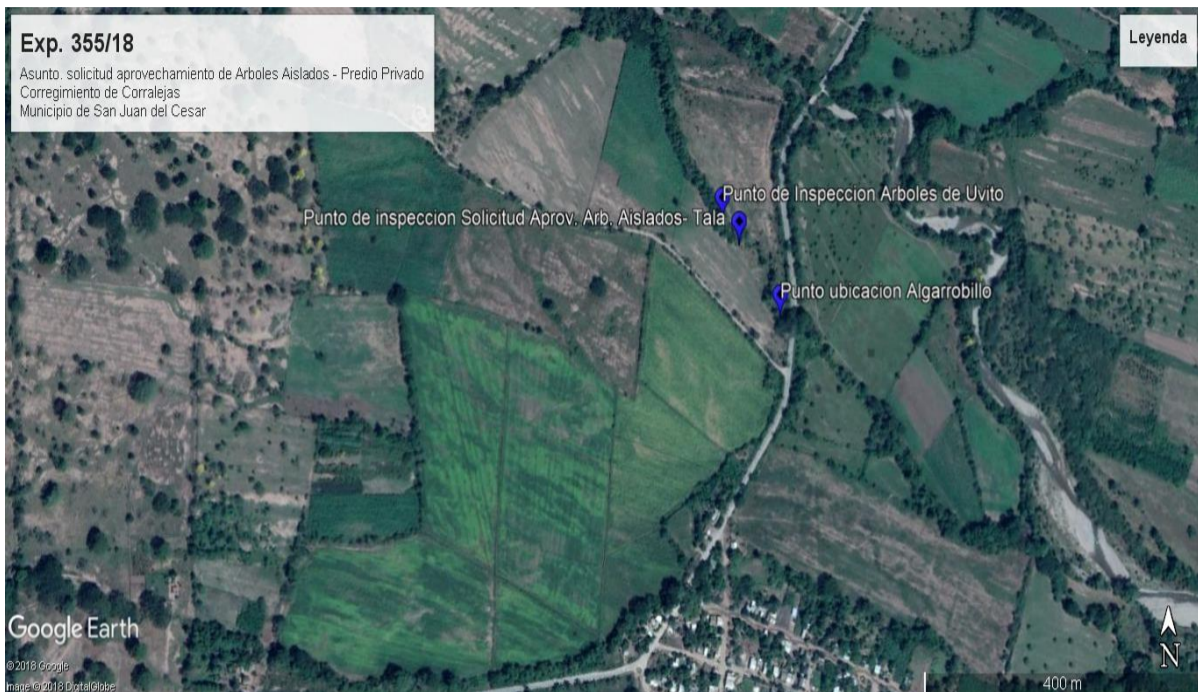 Exp. 355/18
Asunto. solicitud aprovechamiento de Arboles Aislados - Predio Privado
Corregimiento de Corralejas
Municipio de San Juan del Cesar
Leyenda
Punto de Inspeccion Arboles de Uvito
Punto de inspeccion Solicitud Aprov. Arb. Aislados- Tala
Punto ubicacion Algarrobillo
Google Earth
©2018 Google
Image © 2018 DigitalGlobe
N
400 m